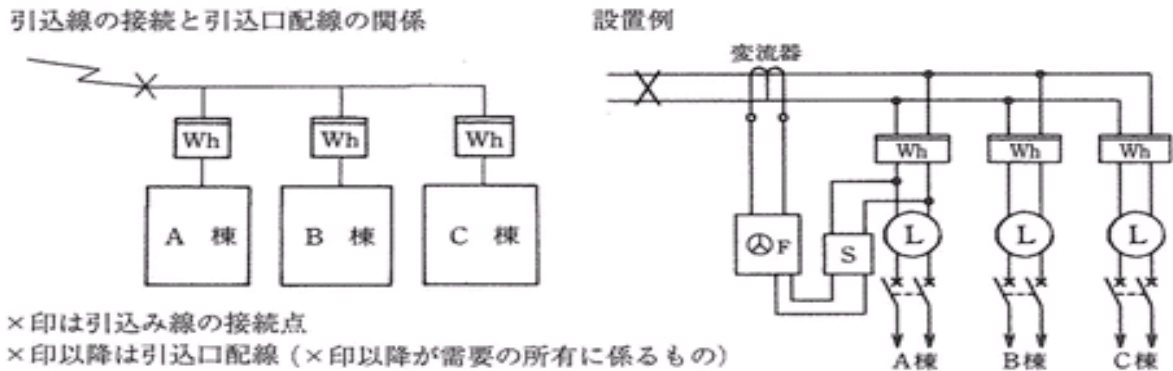 引込線の接続と引込口配線の関係
設置例
変流器
Wh
Wh
Wh
Wh
Wh
Wh
A 棟
B 棟
C 棟
F
S
L
L
L
×印は引込み線の接続点
×印以降は引込口配線(×印以降が需要の所有に係るもの)
A棟
B棟
C棟